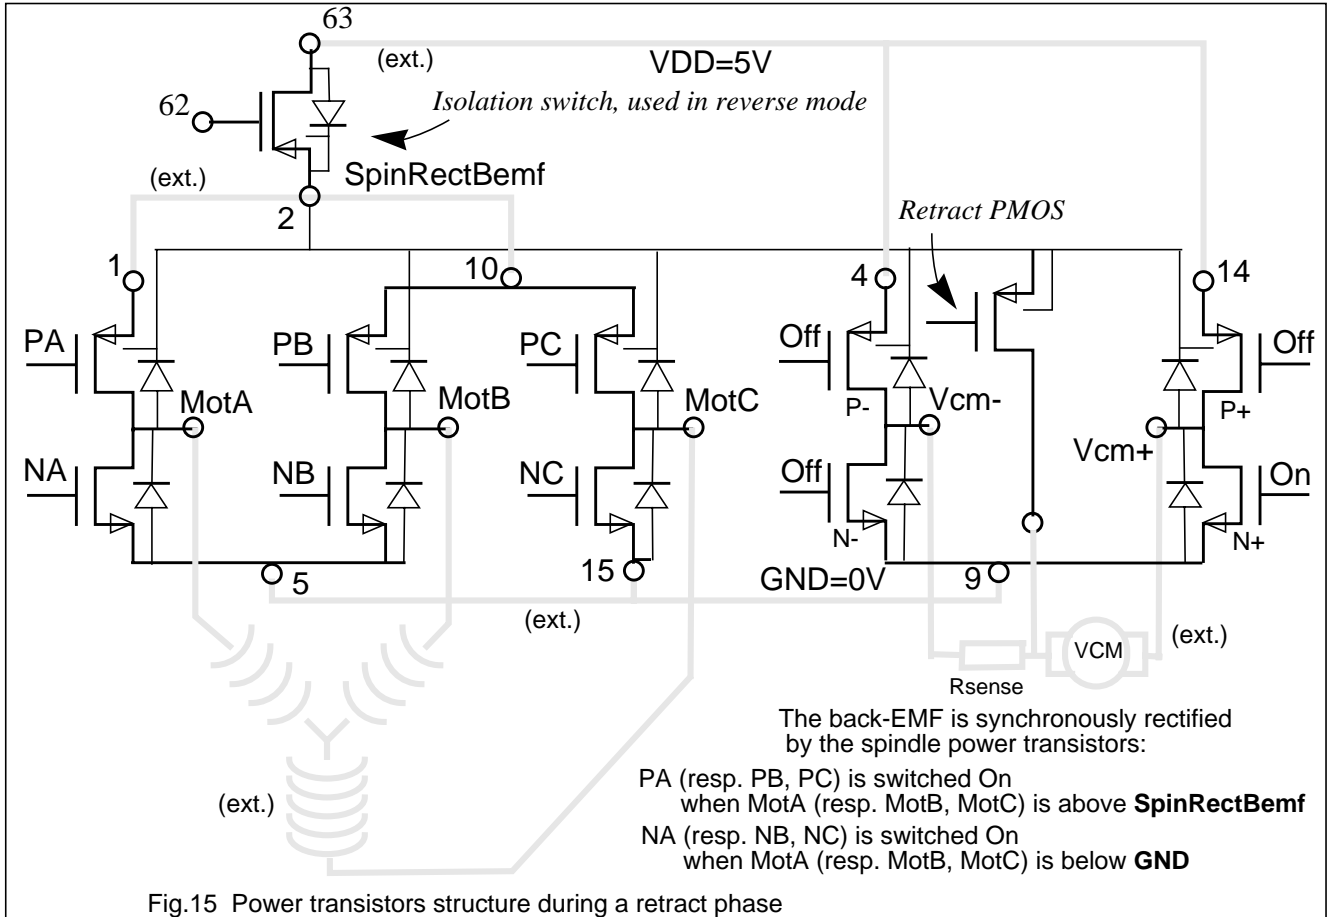 63
(ext.)
VDD=5V
62
Isolation switch, used in reverse mode
(ext.)
SpinRectBemf
2
Retract PMOS
1
10
4
14
PA
PB
PC
Off
Off
MotA
MotB
MotC
P-
Vcm-
P+
Vcm+
NA
NB
NC
Off
On
N-
N+
5
15
GND=0V
9
(ext.)
(ext.)
VCM
Rsense
The back-EMF is synchronously rectified
by the spindle power transistors:
PA (resp. PB, PC) is switched On
when MotA (resp. MotB, MotC) is above SpinRectBemf
(ext.)
NA (resp. NB, NC) is switched On
when MotA (resp. MotB, MotC) is below GND
Fig.15 Power transistors structure during a retract phase